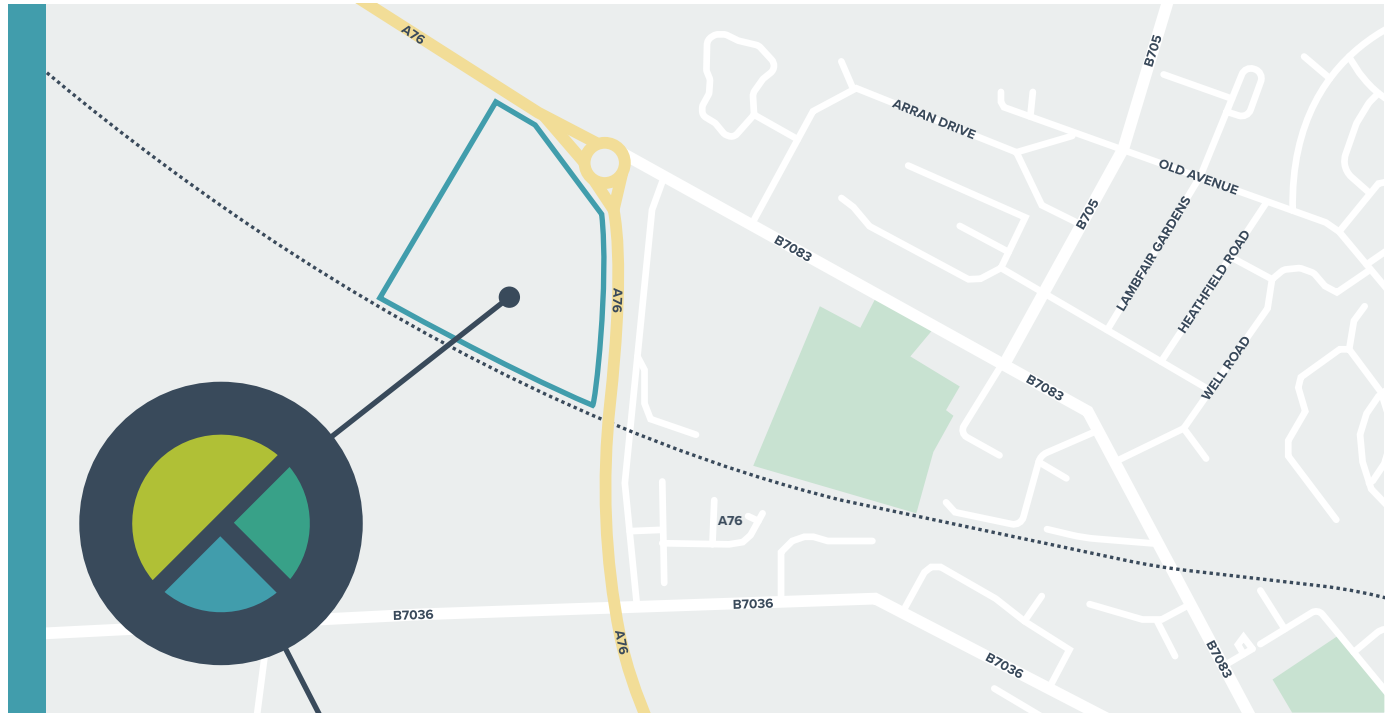 A76
B705
ARRAN DRIVE
OLD AVENUE
B705
LAMBFAIR GARDENS
HEATHFIELD ROAD
B7083
A76
WELL ROAD
B7083
A76
B7036
B7036
A76
B7083
B7036